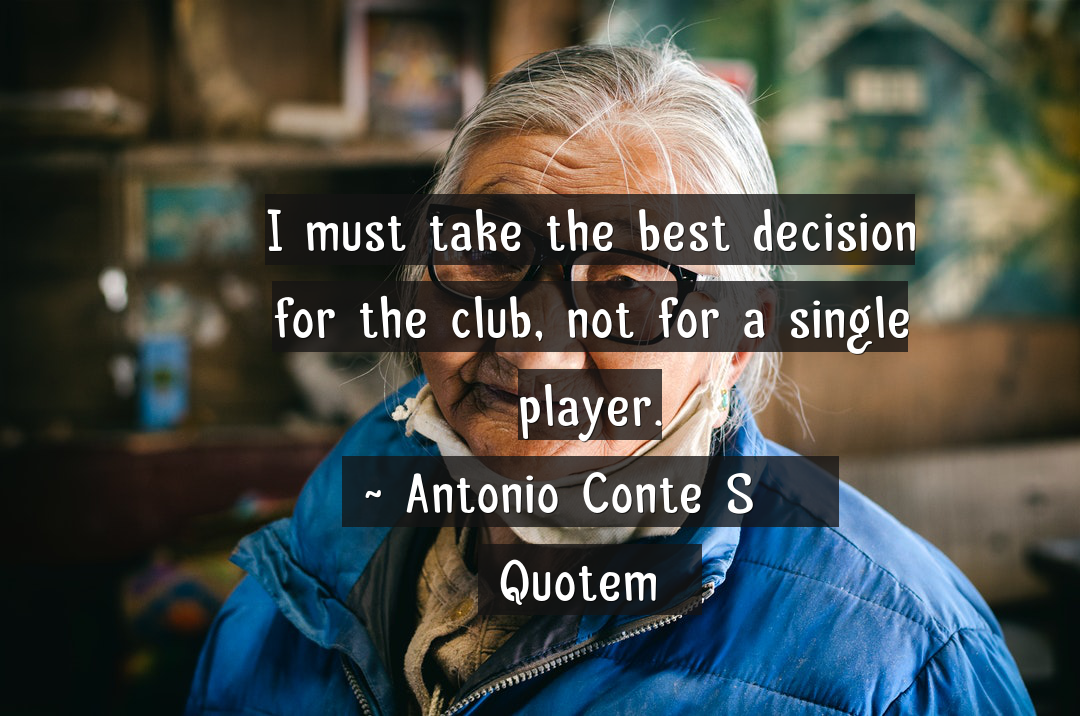 I must take the best decision
for the club, not for a single
player.
~ Antonio Conte S
Quotem